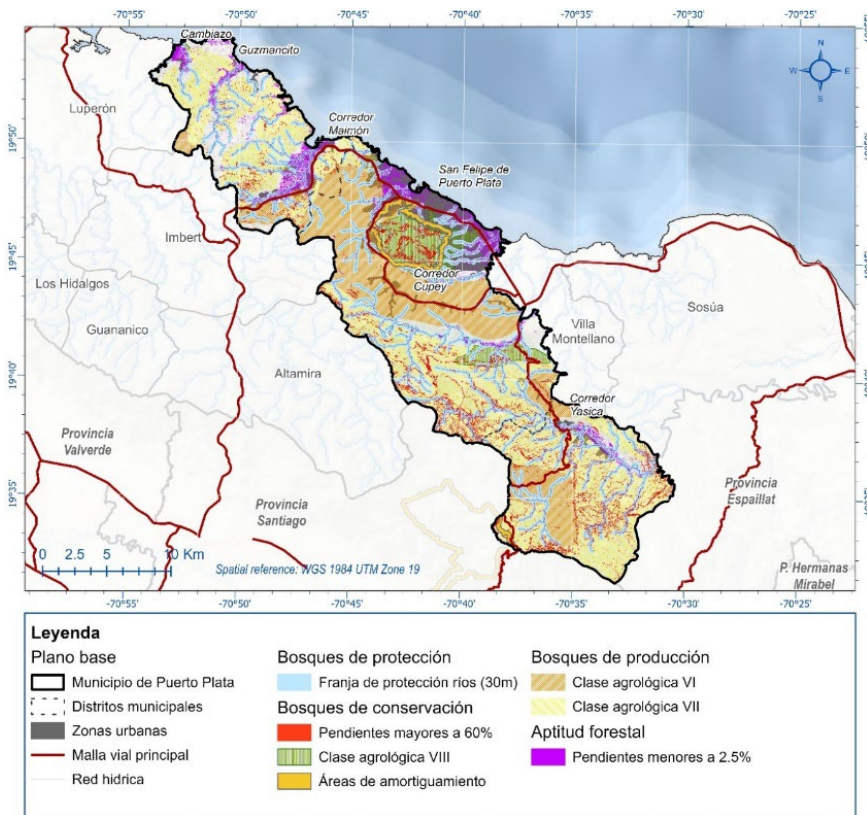 -70°55'
-70°50'
-70°45'
-70°40'
-70°35'
-70°30'
-70°25'
Cambiazo
Guzmancito
N
W
E
S
Luperón
19°50'
Corredor
Maimón
San Felipe de
Puerto Plata
Imbert
19°45'
Corredor
Cupey
Los Hidalgos
Guananico
Sosúa
Villa
Montellano
Altamira
19°40'
Corredor
Yasica
Provincia
Valverde
Provincia
Espaillat
19°35'
Provincia
Santiago
0 2.5 5 10 Km
Spatial reference: WGS 1984 UTM Zone 19
P. Hermanas
Mirabel
-70°55'
-70°50'
-70°45'
-70°40'
-70°35'
-70°30'
-70°25'
Leyenda
Plano base
Municipio de Puerto Plata
Distritos municipales
Zonas urbanas
Malla vial principal
Red hidrica
Bosques de protección
Franja de protección ríos (30m)
Bosques de conservación
Pendientes mayores a 60%
Clase agrológica VIII
Áreas de amortiguamiento
Bosques de producción
Clase agrológica VI
Clase agrológica VII
Aptitud forestal
Pendientes menores a 2.5%